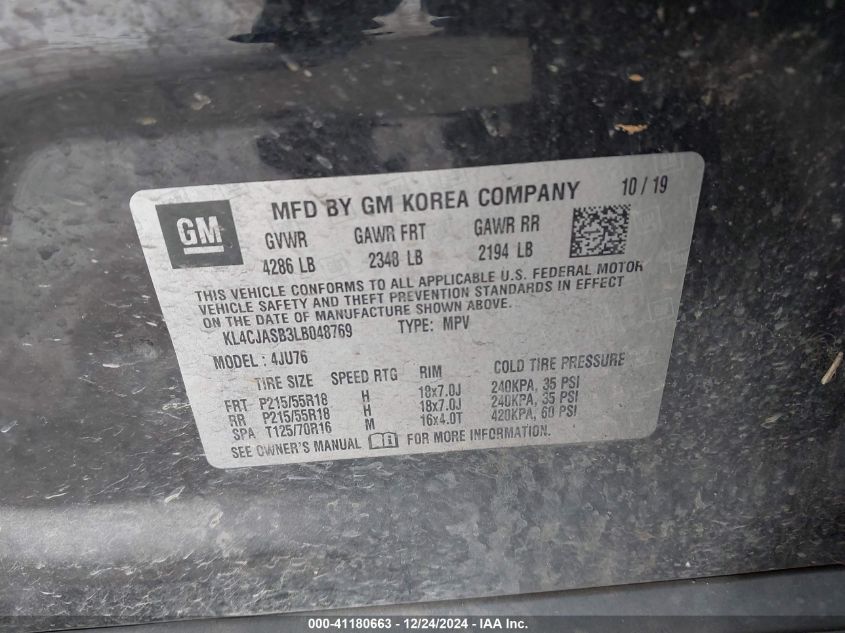 GM
MFD BY GM KOREA COMPANY 10 / 19
GVWR GAWR FRT GAWR RR
4286 LB 2348 LB 2194 LB
THIS VEHICLE CONFORMS TO ALL APPLICABLE U.S. FEDERAL MOTOR
VEHICLE SAFETY AND THEFT PREVENTION STANDARDS IN EFFECT
ON THE DATE OF MANUFACTURE SHOWN ABOVE.
KL4CJASB3LB048769 TYPE: MPV
MODEL: 4JU76
TIRE SIZE SPEED RTG RIM COLD TIRE PRESSURE
FRT P215/55R18 H 18x7.0J 240KPA, 35 PSI
RR P215/55R18 H 18x7.0J 240KPA, 35 PSI
SPA T125/70R16 M 16x4.0T 420KPA, 60 PSI
SEE OWNER'S MANUAL FOR MORE INFORMATION.
000-41180663 - 12/24/2024 - IAA Inc.